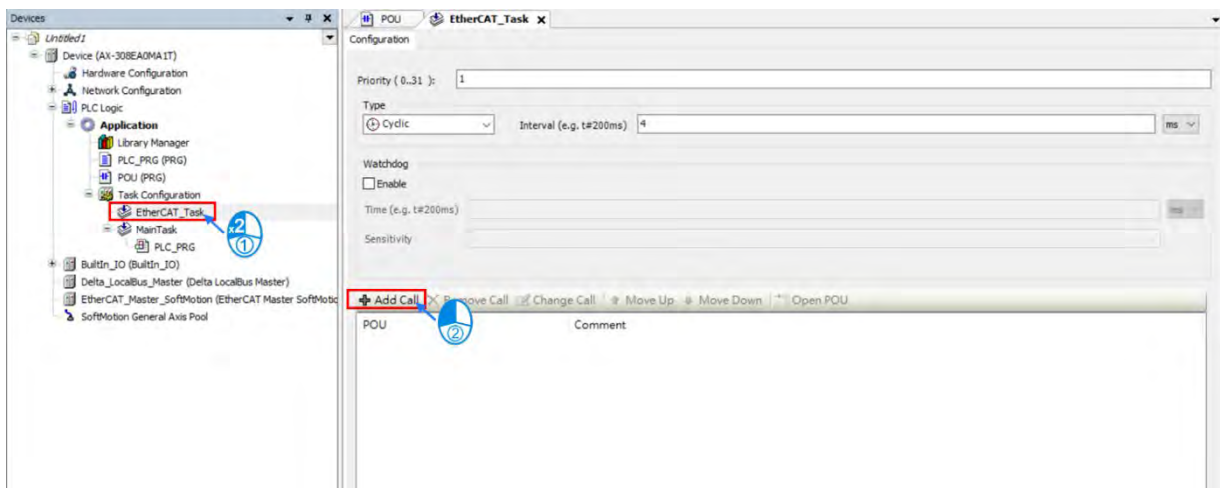 Devices
Untitled1
Device (AX-308EA0MA1T)
Hardware Configuration
Network Configuration
PLC Logic
Application
Library Manager
PLC_PRG (PRG)
POU (PRG)
Task Configuration
EtherCAT_Task
MainTask
PLC_PRG
BuiltIn_IO (BuiltIn_IO)
Delta_LocalBus_Master (Delta LocalBus Master)
EtherCAT_Master_SoftMotion (EtherCAT Master SoftMotio
SoftMotion General Axis Pool
x2
①
POU EtherCAT_Task x
Configuration
Priority ( 0..31 ): 1
Type
Cyclic Interval (e.g. t#200ms) 4 ms
Watchdog
Enable
Time (e.g. t#200ms) ms
Sensitivity
Add Call Remove Call Change Call Move Up Move Down Open POU
②
POU Comment